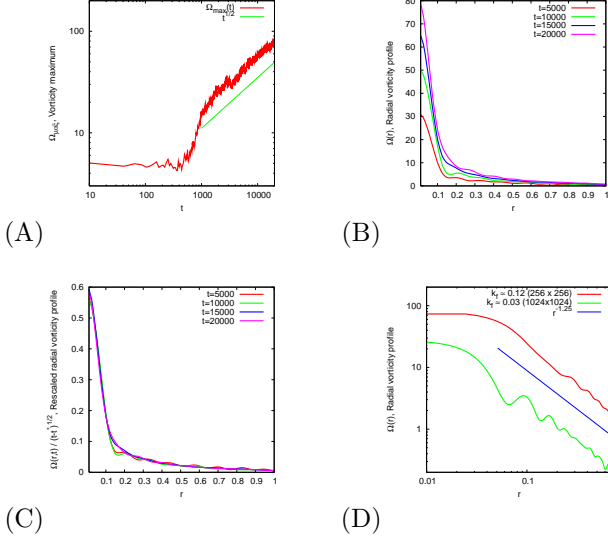 Ωmax(t)
t^1/2
100
10
10
100
1000
10000
t
Ω , Vorticity maximum
(A)
t=5000
t=10000
t=15000
t=20000
80
70
60
50
40
30
20
10
0
0.1 0.2 0.3 0.4 0.5 0.6 0.7 0.8 0.9 1
r
Ω(r), Radial vorticity profile
(B)
t=5000
t=10000
t=15000
t=20000
0.6
0.5
0.4
0.3
0.2
0.1
0
0.1 0.2 0.3 0.4 0.5 0.6 0.7 0.8 0.9 1
r
Ω(r,t) / (t-t*)^1/2, Rescaled radial vorticity profile
(C)
k_f ≃ 0.12 (256 x 256)
k_f ≃ 0.03 (1024x1024)
r^-1.25
100
10
1
0.01
0.1
r
Ω(r), Radial vorticity profile
(D)